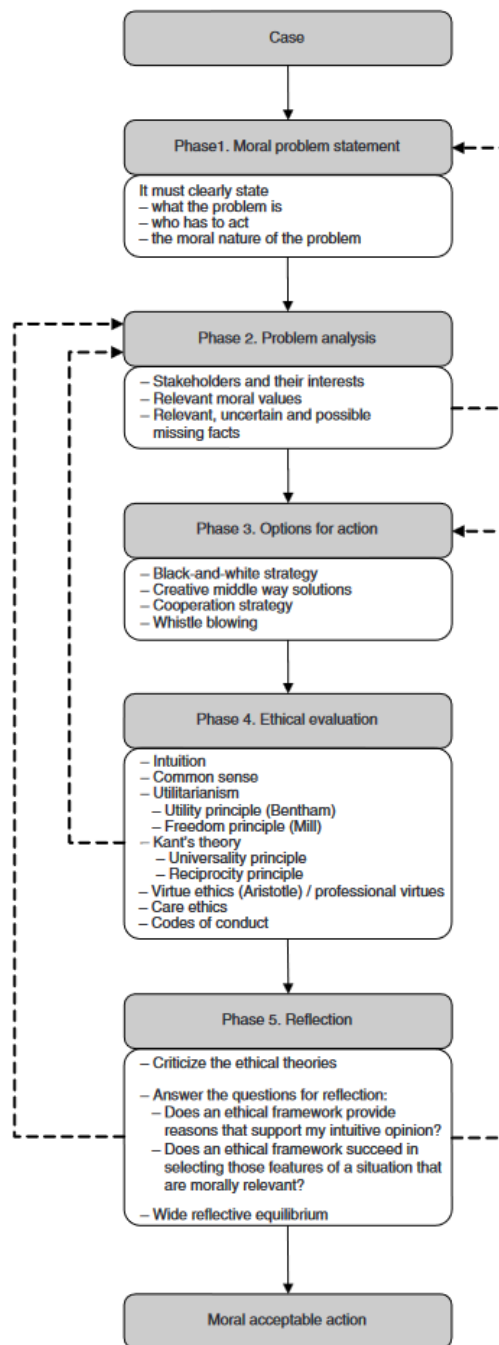 Case
Phase1. Moral problem statement
It must clearly state
– what the problem is
– who has to act
– the moral nature of the problem
Phase 2. Problem analysis
– Stakeholders and their interests
– Relevant moral values
– Relevant, uncertain and possible
missing facts
Phase 3. Options for action
– Black-and-white strategy
– Creative middle way solutions
– Cooperation strategy
– Whistle blowing
Phase 4. Ethical evaluation
– Intuition
– Common sense
– Utilitarianism
– Utility principle (Bentham)
– Freedom principle (Mill)
– Kant's theory
– Universality principle
– Reciprocity principle
– Virtue ethics (Aristotle) / professional virtues
– Care ethics
– Codes of conduct
Phase 5. Reflection
– Criticize the ethical theories
– Answer the questions for reflection:
– Does an ethical framework provide
reasons that support my intuitive opinion?
– Does an ethical framework succeed in
selecting those features of a situation that
are morally relevant?
– Wide reflective equilibrium
Moral acceptable action